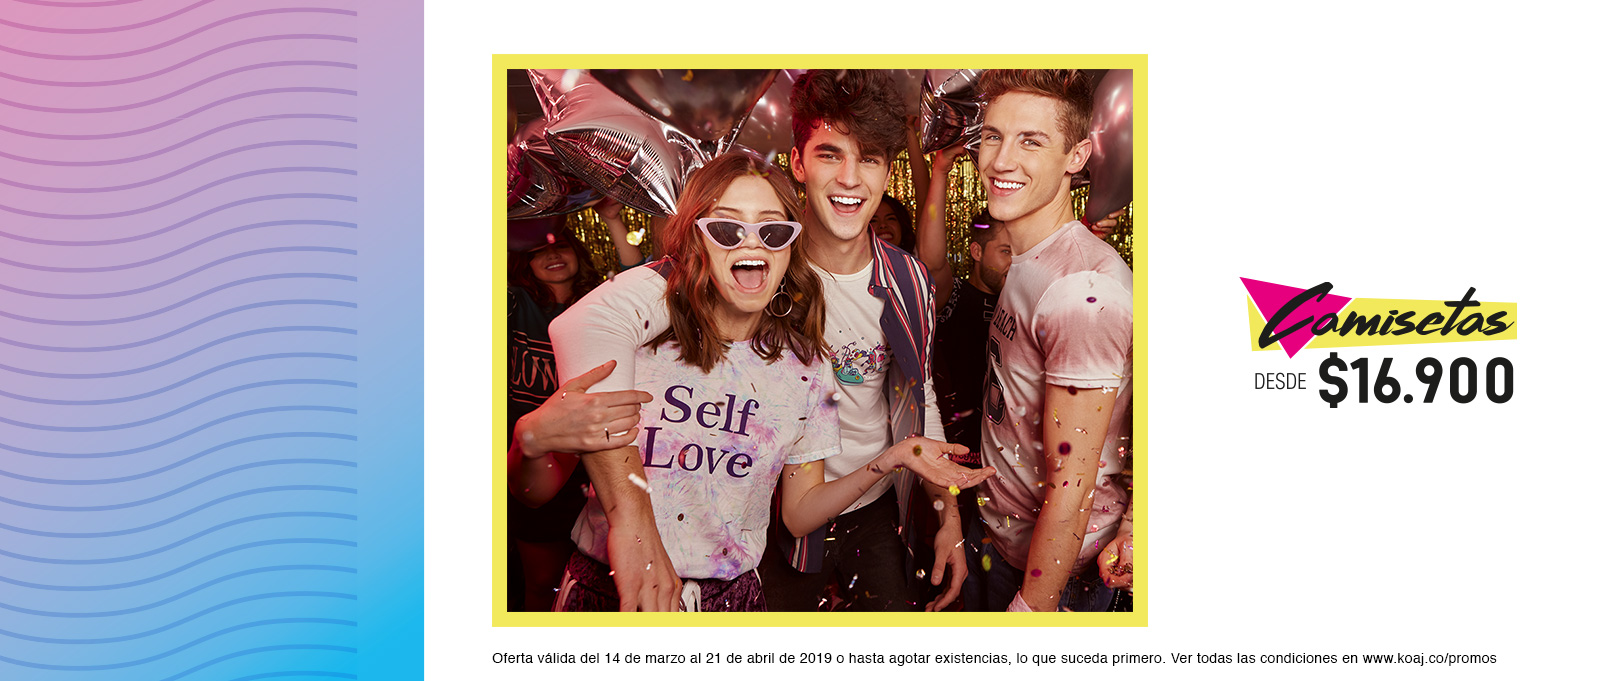 Self
Love
Camisetas
DESDE $16.900
Oferta válida del 14 de marzo al 21 de abril de 2019 o hasta agotar existencias, lo que suceda primero. Ver todas las condiciones en www.koaj.co/promos